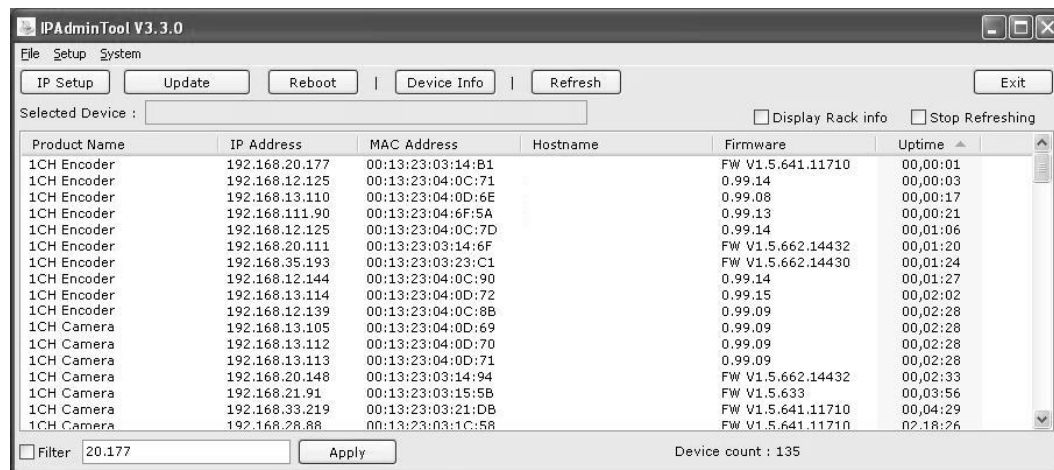 IPAdminTool V3.3.0
File Setup System
IP Setup Update Reboot | Device Info | Refresh Exit
Selected Device : Display Rack info Stop Refreshing
Product Name IP Address MAC Address Hostname Firmware Uptime
1CH Encoder 192.168.20.177 00:13:23:03:14:B1 FW V1.5.641.11710 00,00:01
1CH Encoder 192.168.12.125 00:13:23:04:0C:71 0.99.14 00,00:03
1CH Encoder 192.168.13.110 00:13:23:04:0D:6E 0.99.08 00,00:17
1CH Encoder 192.168.111.90 00:13:23:04:6F:5A 0.99.13 00,00:21
1CH Encoder 192.168.12.125 00:13:23:04:0C:7D 0.99.14 00,01:06
1CH Encoder 192.168.20.111 00:13:23:03:14:6F FW V1.5.662.14432 00,01:20
1CH Encoder 192.168.35.193 00:13:23:03:23:C1 FW V1.5.662.14430 00,01:24
1CH Encoder 192.168.12.144 00:13:23:04:0C:90 0.99.14 00,01:27
1CH Encoder 192.168.13.114 00:13:23:04:0D:72 0.99.15 00,02:02
1CH Encoder 192.168.12.139 00:13:23:04:0C:8B 0.99.09 00,02:28
1CH Camera 192.168.13.105 00:13:23:04:0D:69 0.99.09 00,02:28
1CH Camera 192.168.13.112 00:13:23:04:0D:70 0.99.09 00,02:28
1CH Camera 192.168.13.113 00:13:23:04:0D:71 0.99.09 00,02:28
1CH Camera 192.168.20.148 00:13:23:03:14:94 FW V1.5.662.14432 00,02:33
1CH Camera 192.168.21.91 00:13:23:03:15:5B FW V1.5.633 00,03:56
1CH Camera 192.168.33.219 00:13:23:03:21:DB FW V1.5.641.11710 00,04:29
1CH Camera 192.168.28.88 00:13:23:03:1C:58 FW V1.5.641.11710 02,18:26
Filter 20.177 Apply Device count : 135